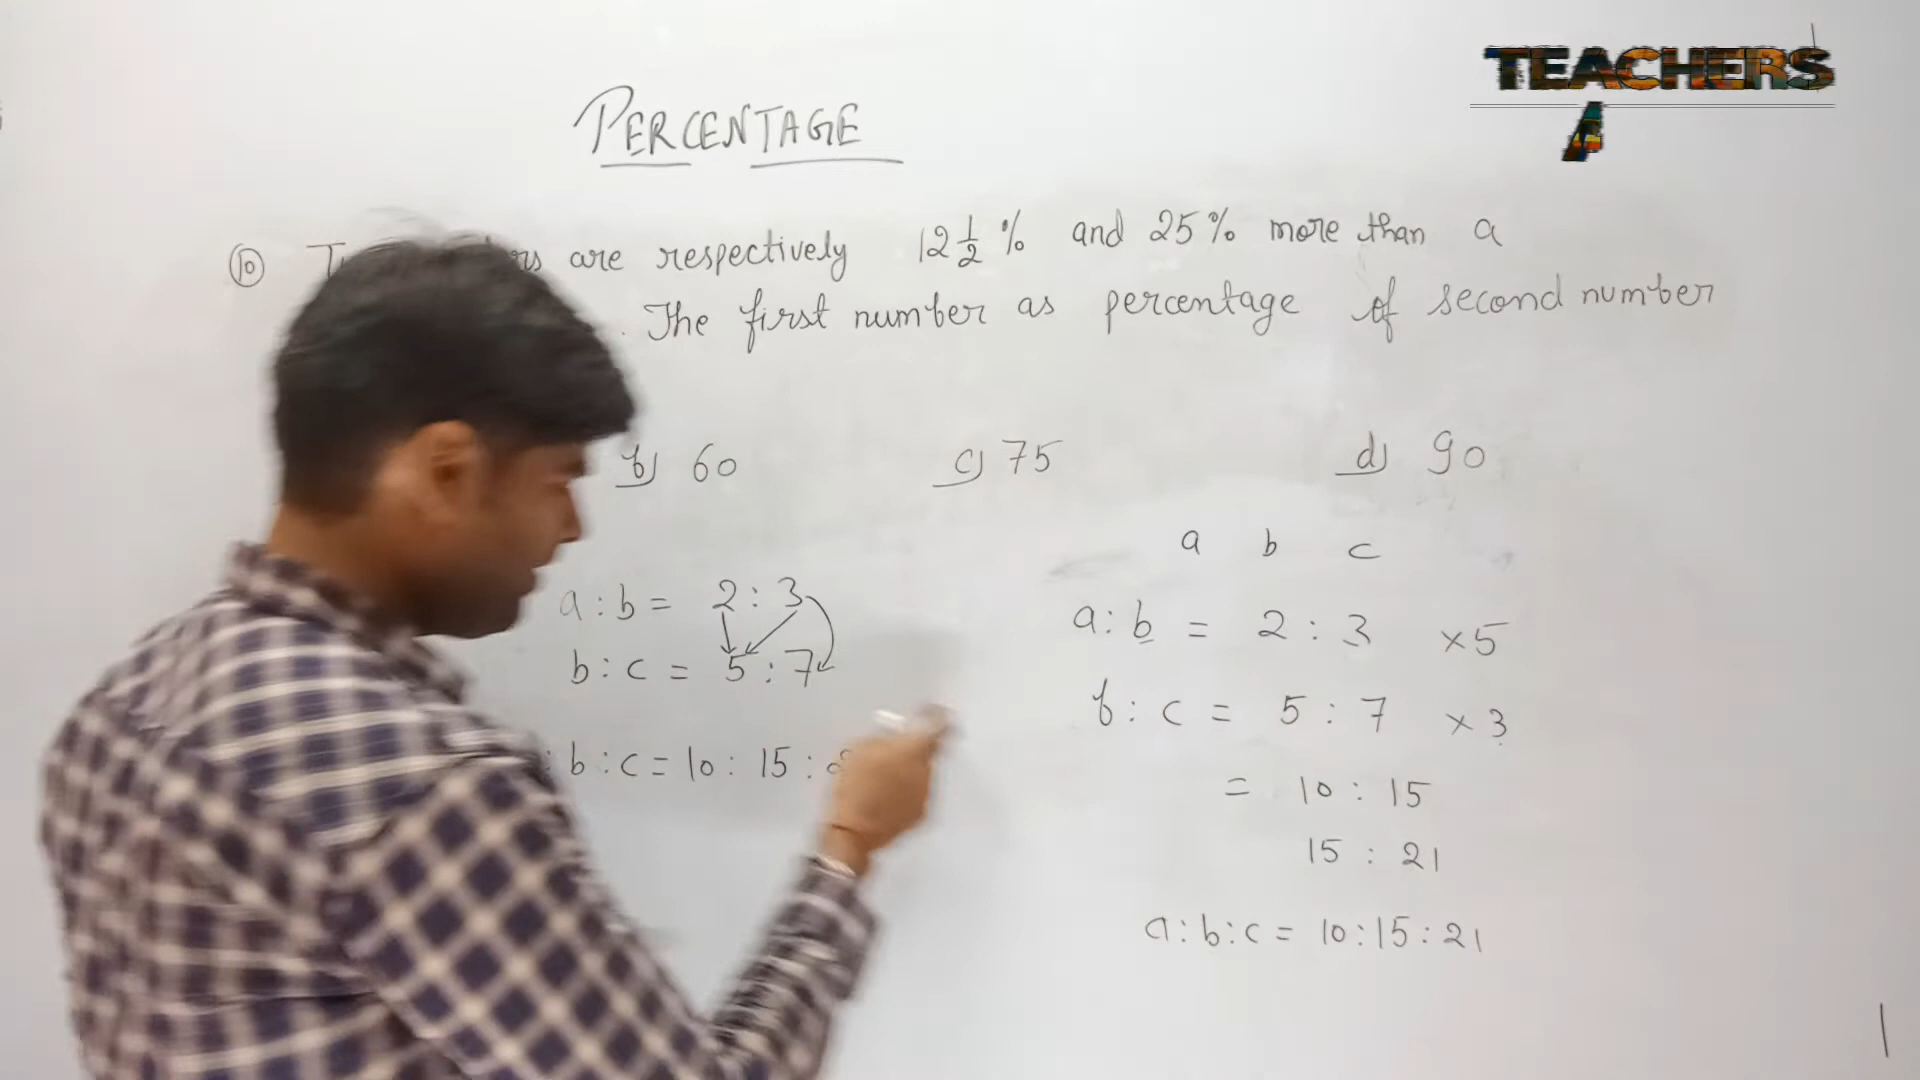 TEACHERS
PERCENTAGE
10 are respectively 12 1/2 % and 25% more than a
. The first number as percentage of second number
b) 60 c) 75 d) 90
a b c
a : b = 2 : 3
b : c = 5 : 7
b : c = 10 : 15 :
a : b = 2 : 3 ×5
b : c = 5 : 7 ×3
= 10 : 15
15 : 21
a : b : c = 10 : 15 : 21